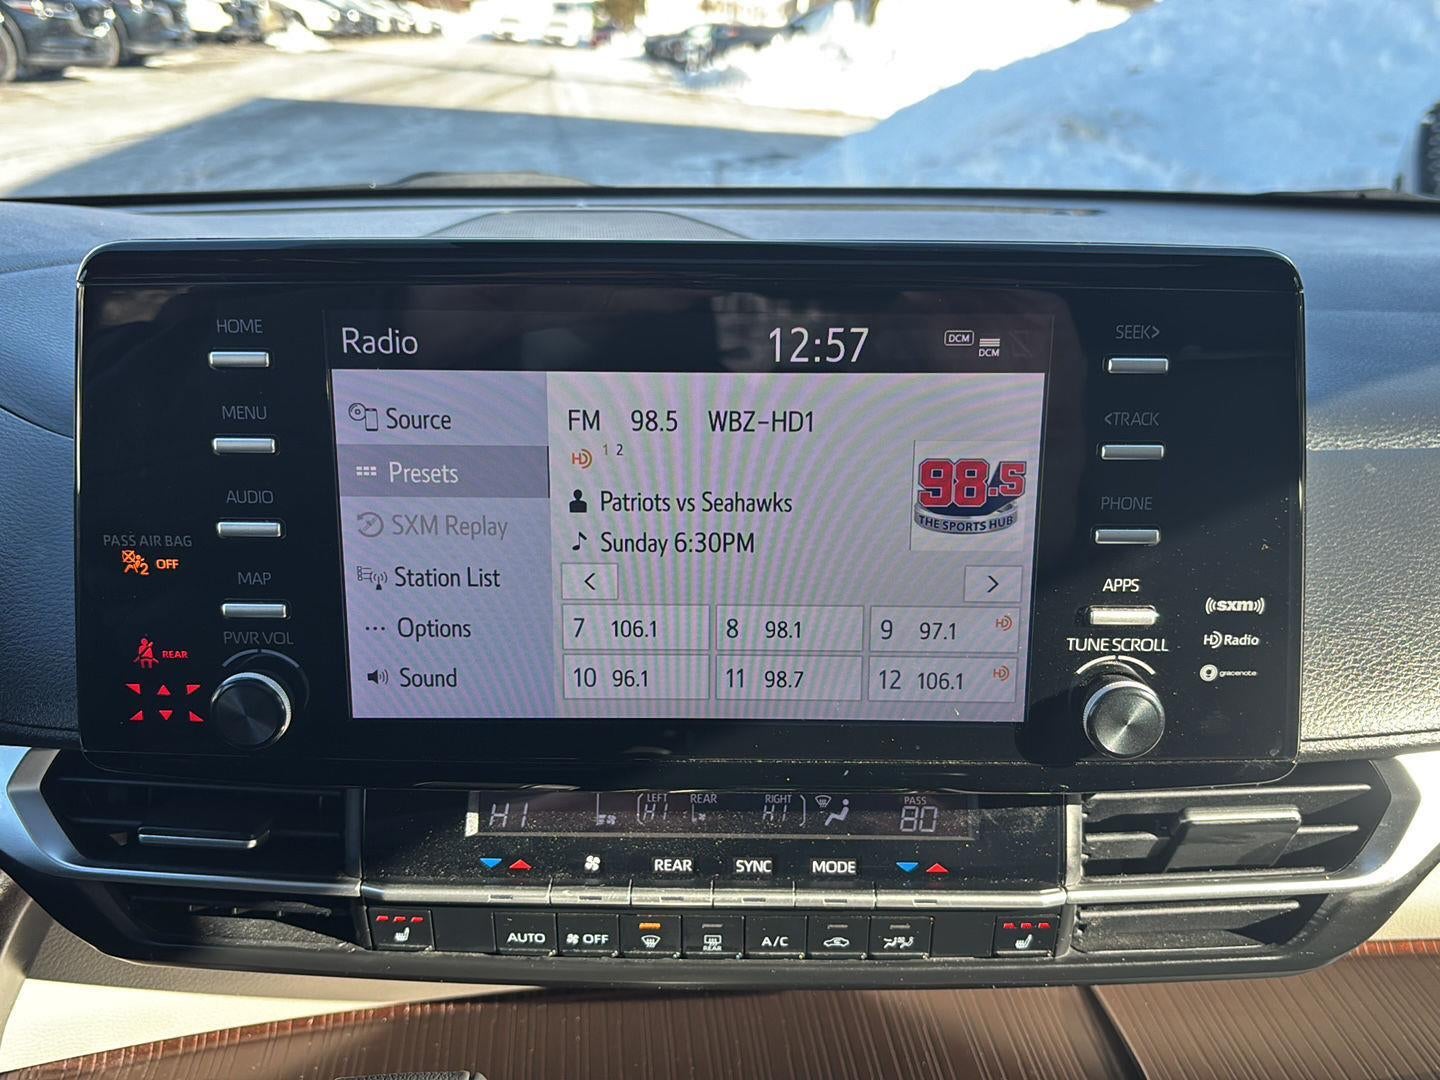 HOME
MENU
AUDIO
PASS AIR BAG
2 OFF
MAP
PWR VOL
REAR
Radio
12:57
DCM
DCM
Source
Presets
SXM Replay
Station List
Options
Sound
FM 98.5 WBZ-HD1
HD 1 2
Patriots vs Seahawks
Sunday 6:30PM
98.5
THE SPORTS HUB
<
>
7 106.1
8 98.1
9 97.1 HD
10 96.1
11 98.7
12 106.1 HD
SEEK>
<TRACK
PHONE
APPS
TUNE SCROLL
((sxm))
HD Radio
gracenote
HI
LEFT
HI
REAR
RIGHT
HI
PASS
80
REAR
SYNC
MODE
AUTO
OFF
REAR
A/C